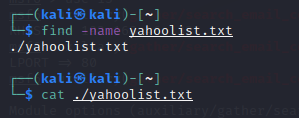 ┌──(kali㉿kali)-[~]
└─$ find -name yahoolist.txt
./yahoolist.txt
┌──(kali㉿kali)-[~]
└─$ cat ./yahoolist.txt